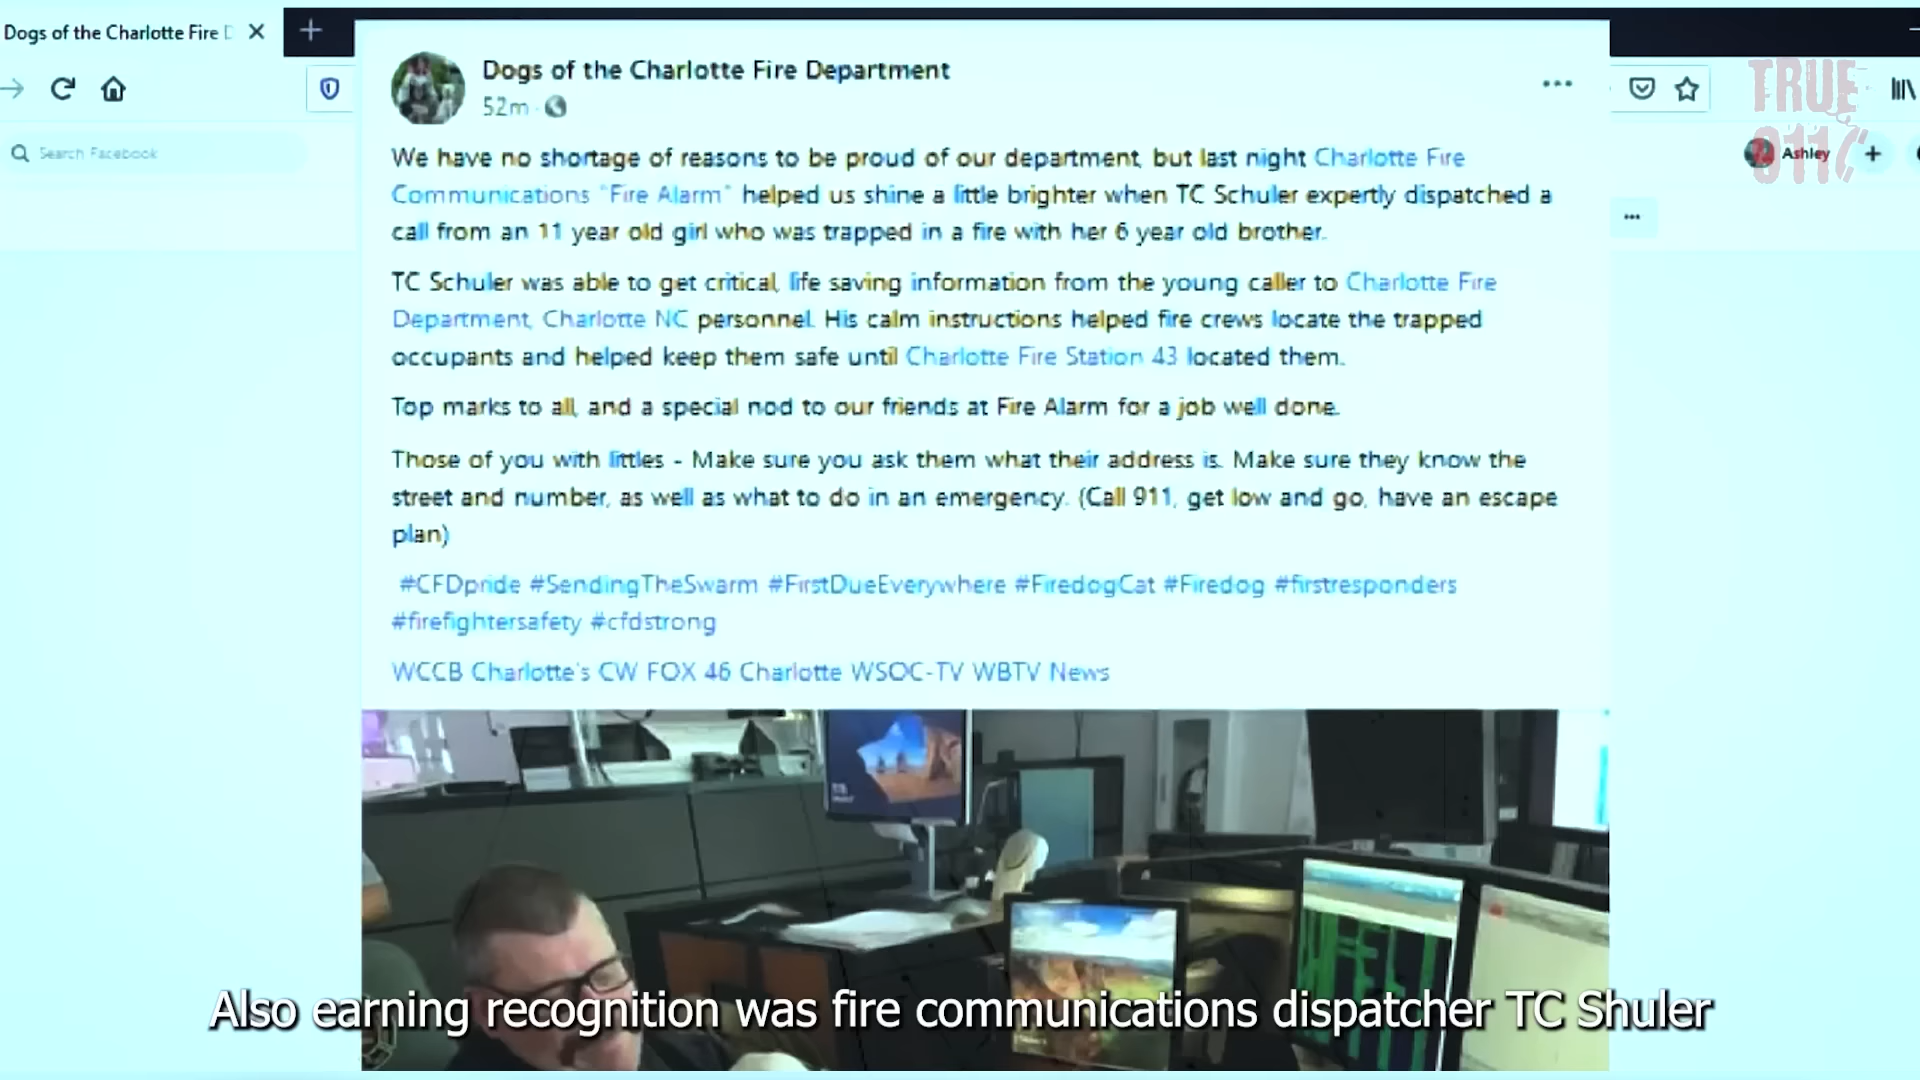 Dogs of the Charlotte Fire D
Dogs of the Charlotte Fire Department
52m
TRUE
911
Search Facebook
Ashley
We have no shortage of reasons to be proud of our department, but last night Charlotte Fire
Communications "Fire Alarm" helped us shine a little brighter when TC Schuler expertly dispatched a
call from an 11 year old girl who was trapped in a fire with her 6 year old brother.
TC Schuler was able to get critical, life saving information from the young caller to Charlotte Fire
Department, Charlotte NC personnel. His calm instructions helped fire crews locate the trapped
occupants and helped keep them safe until Charlotte Fire Station 43 located them.
Top marks to all, and a special nod to our friends at Fire Alarm for a job well done.
Those of you with littles - Make sure you ask them what their address is. Make sure they know the
street and number, as well as what to do in an emergency. (Call 911, get low and go, have an escape
plan)
#CFDpride #SendingTheSwarm #FirstDueEverywhere #FiredogCat #Firedog #firstresponders
#firefightersafety #cfdstrong
WCCB Charlotte's CW FOX 46 Charlotte WSOC-TV WBTV News
Also earning recognition was fire communications dispatcher TC Shuler